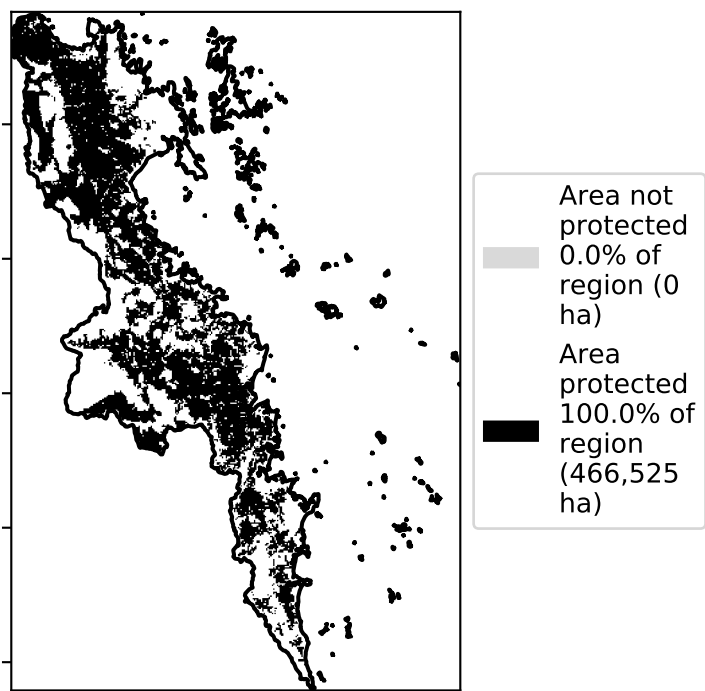 Area not
protected
0.0% of
region (0
ha)
Area
protected
100.0% of
region
(466,525
ha)